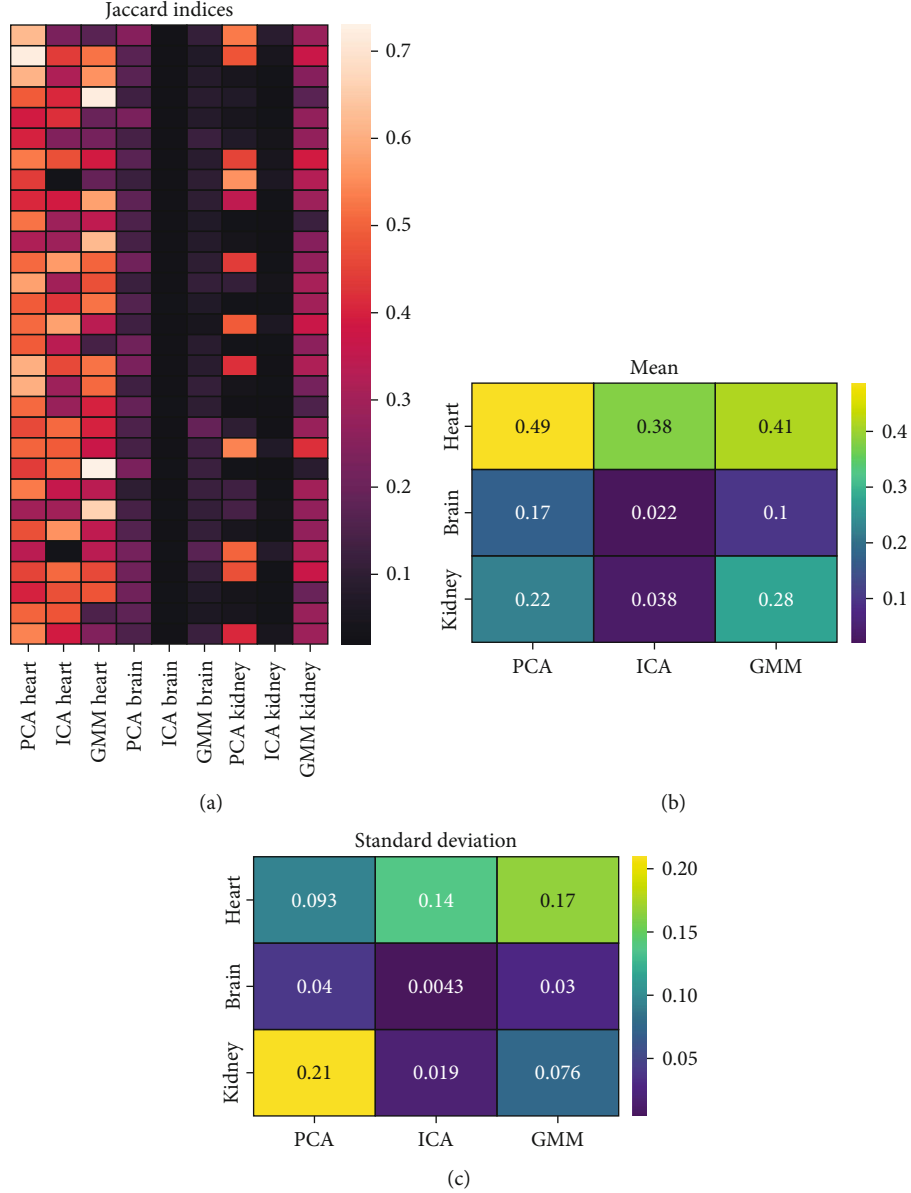 Jaccard indices
0.7
0.6
0.5
0.4
0.3
0.2
0.1
PCA heart
ICA heart
GMM heart
PCA brain
ICA brain
GMM brain
PCA kidney
ICA kidney
GMM kidney
(a)
Mean
Heart
0.49 0.38 0.41
Brain
0.17 0.022 0.1
Kidney
0.22 0.038 0.28
PCA ICA GMM
0.4
0.3
0.2
0.1
(b)
Standard deviation
Heart
0.093 0.14 0.17
Brain
0.04 0.0043 0.03
Kidney
0.21 0.019 0.076
PCA ICA GMM
0.20
0.15
0.10
0.05
(c)